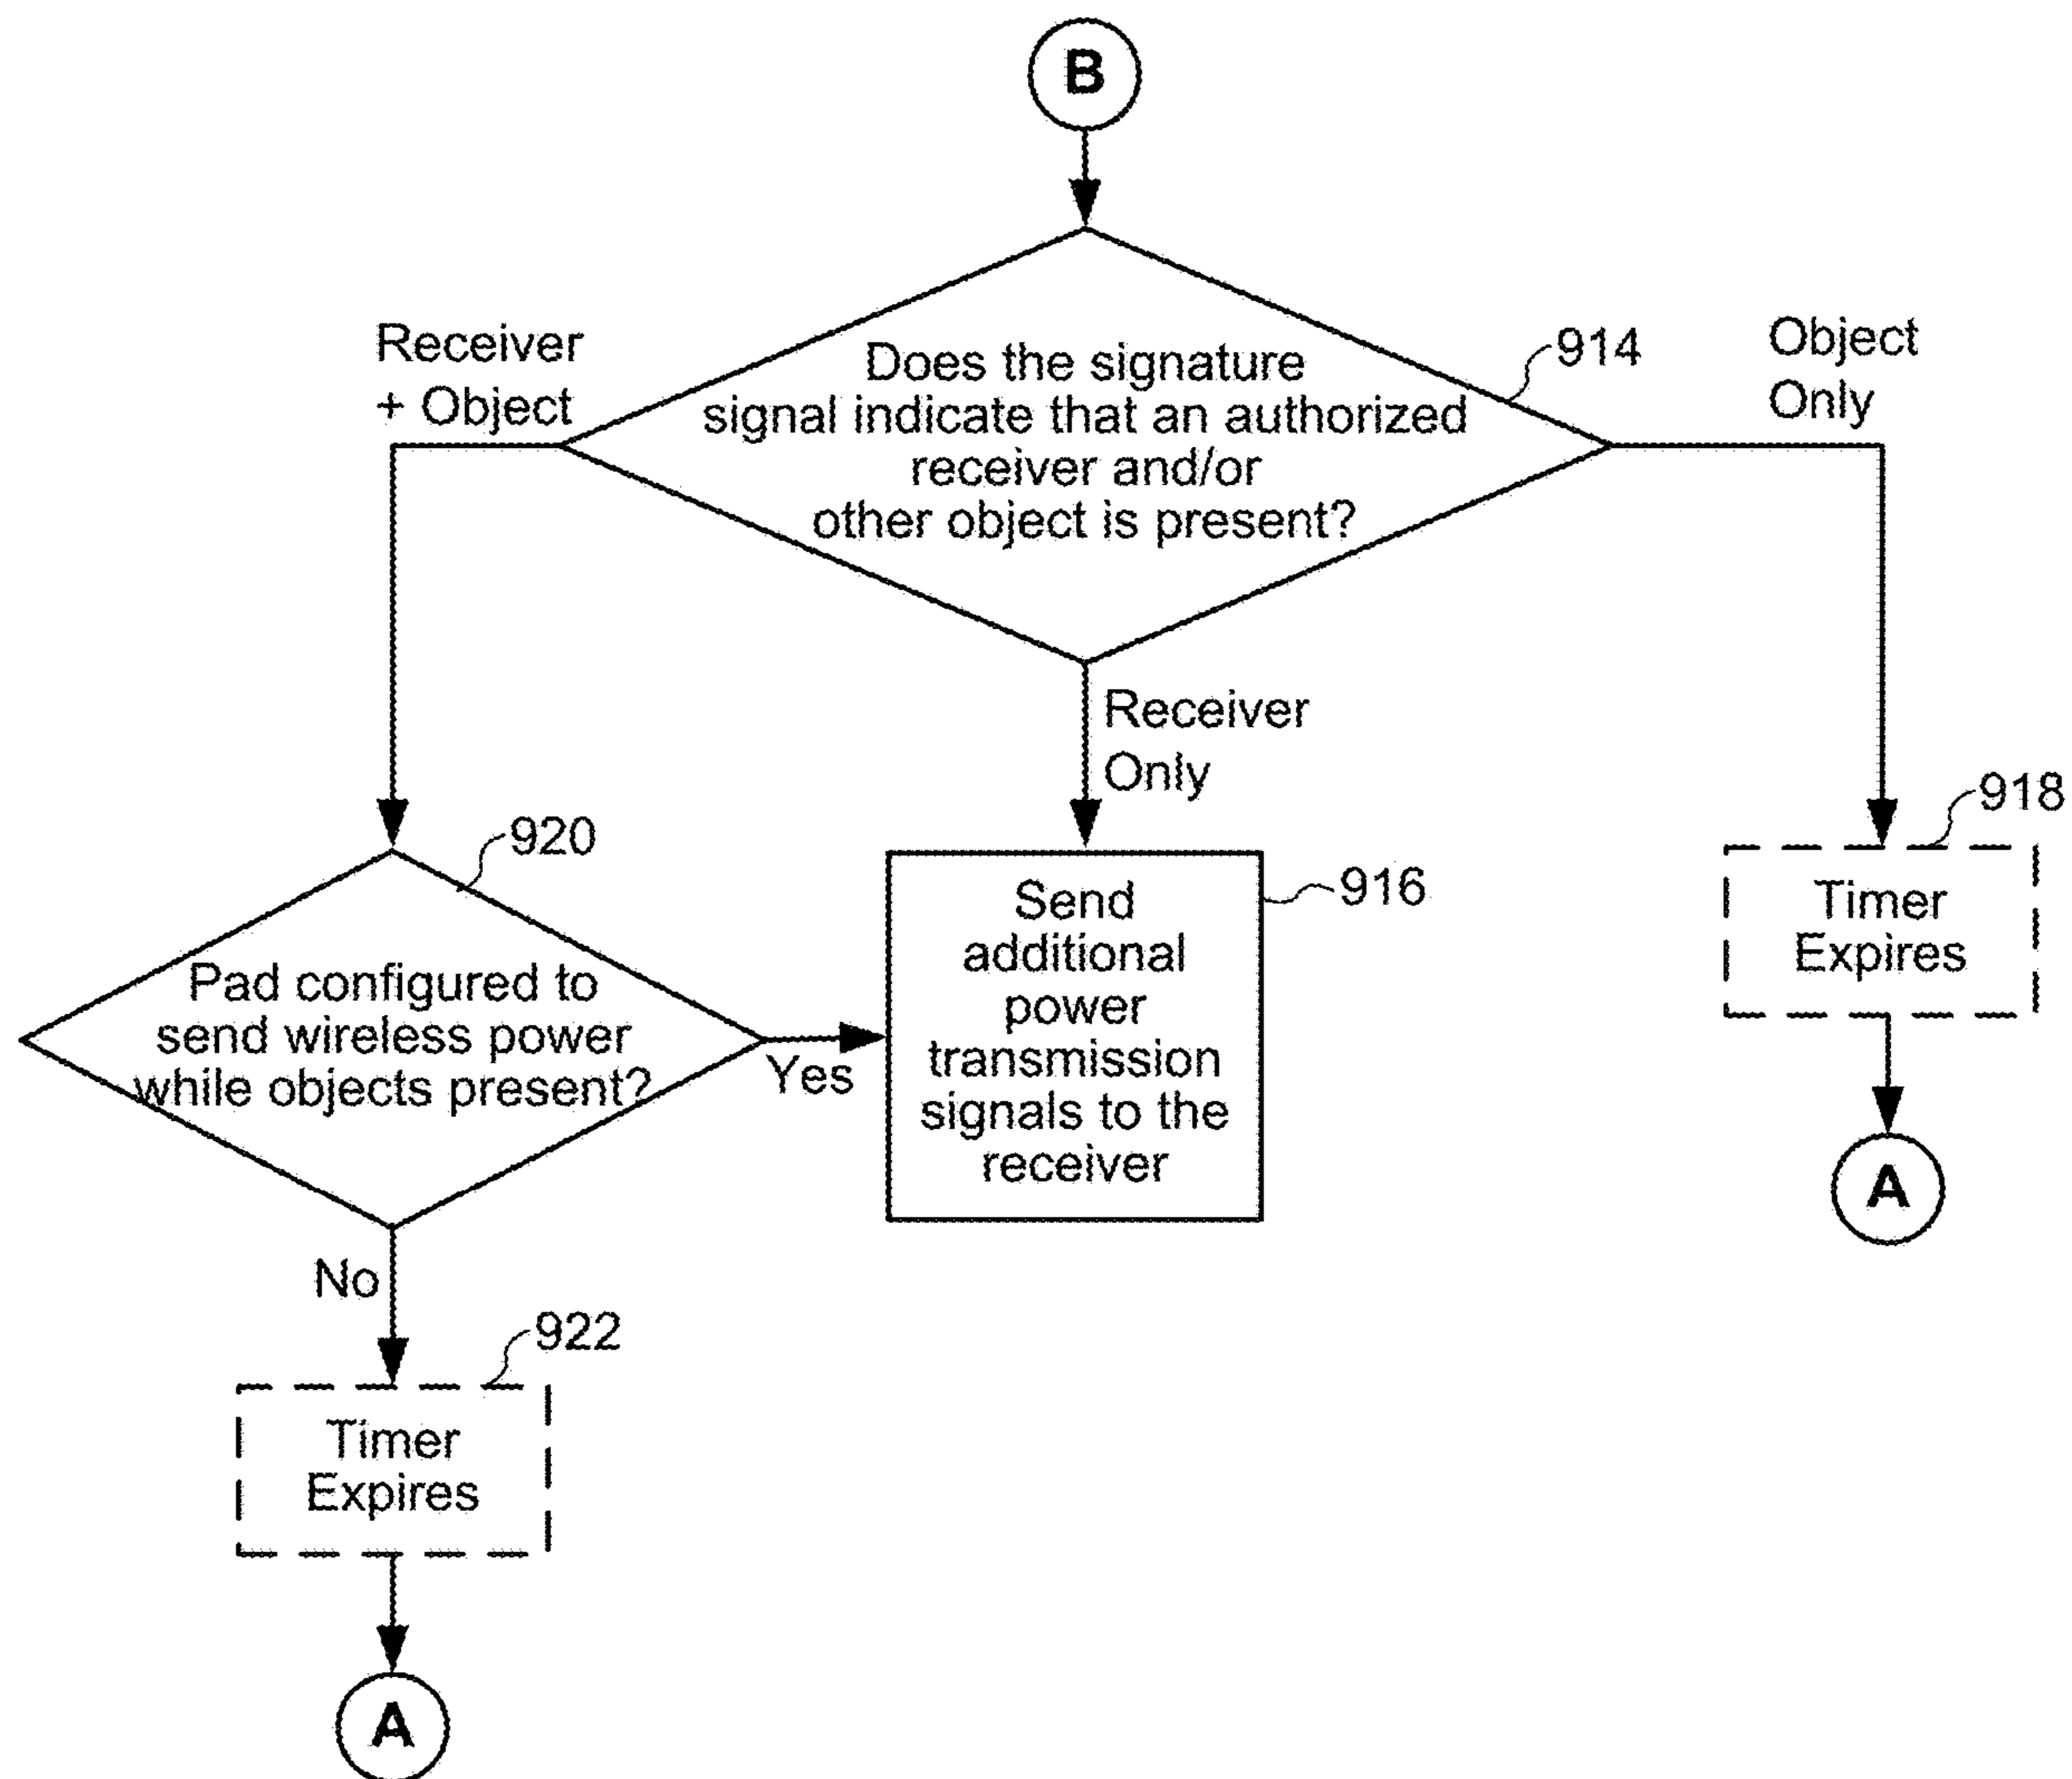 B
Receiver
+ Object
Does the signature
signal indicate that an authorized
receiver and/or
other object is present?
914
Object
Only
Receiver
Only
920
Pad configured to
send wireless power
while objects present?
Yes
Send
additional
power
transmission
signals to the
receiver
916
918
Timer
Expires
A
No
922
Timer
Expires
A